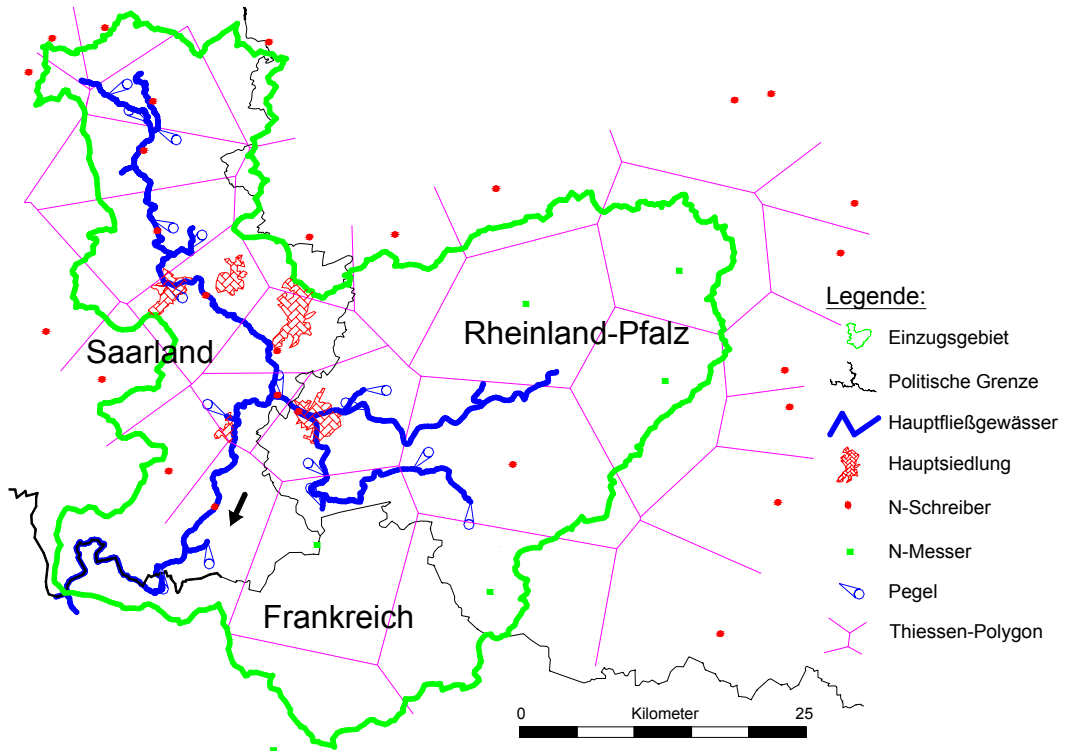 Saarland
Rheinland-Pfalz
Frankreich
Legende:
Einzugsgebiet
Politische Grenze
Hauptfließgewässer
Hauptsiedlung
N-Schreiber
N-Messer
Pegel
Thiessen-Polygon
0 Kilometer 25